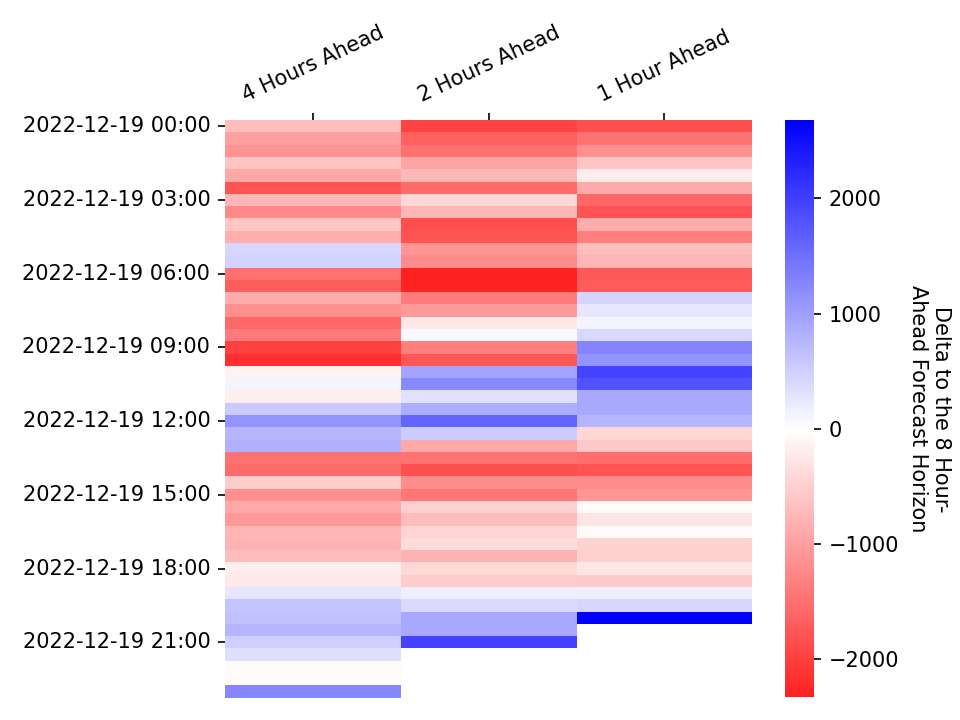 4 Hours Ahead
2 Hours Ahead
1 Hour Ahead
2022-12-19 00:00
2022-12-19 03:00
2022-12-19 06:00
2022-12-19 09:00
2022-12-19 12:00
2022-12-19 15:00
2022-12-19 18:00
2022-12-19 21:00
2000
1000
0
−1000
−2000
Delta to the 8 Hour-
Ahead Forecast Horizon